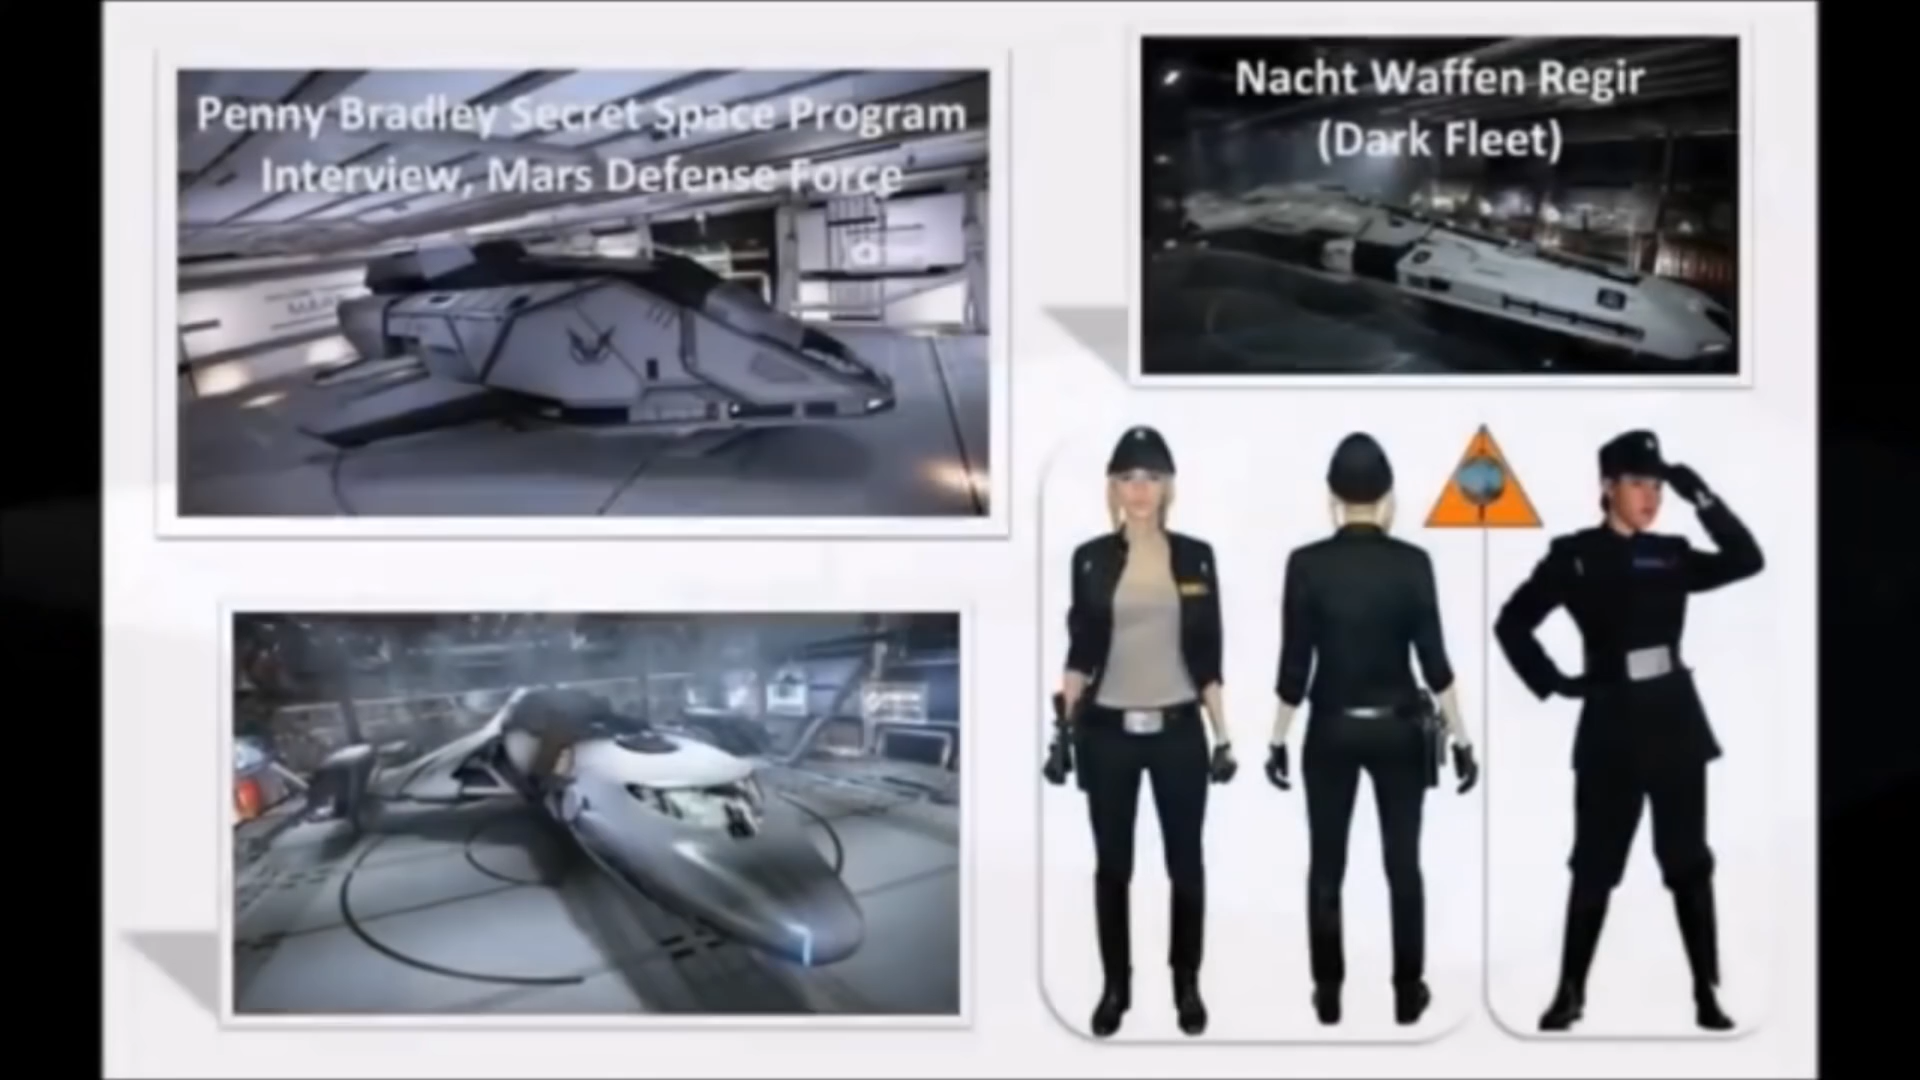 Penny Bradley Secret Space Program
Interview, Mars Defense Force
Nacht Waffen Regir
(Dark Fleet)